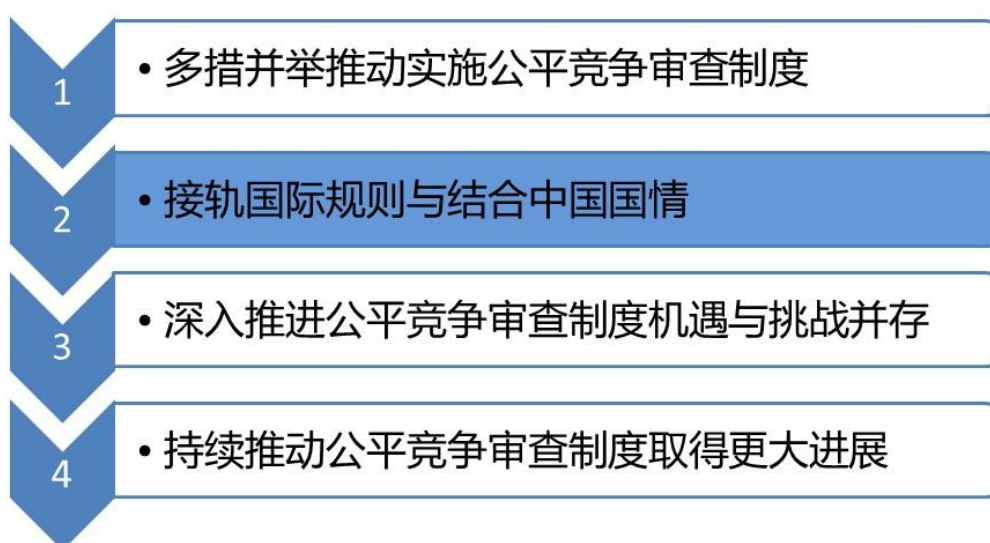 1
• 多措并举推动实施公平竞争审查制度
2
• 接轨国际规则与结合中国国情
3
• 深入推进公平竞争审查制度机遇与挑战并存
4
• 持续推动公平竞争审查制度取得更大进展